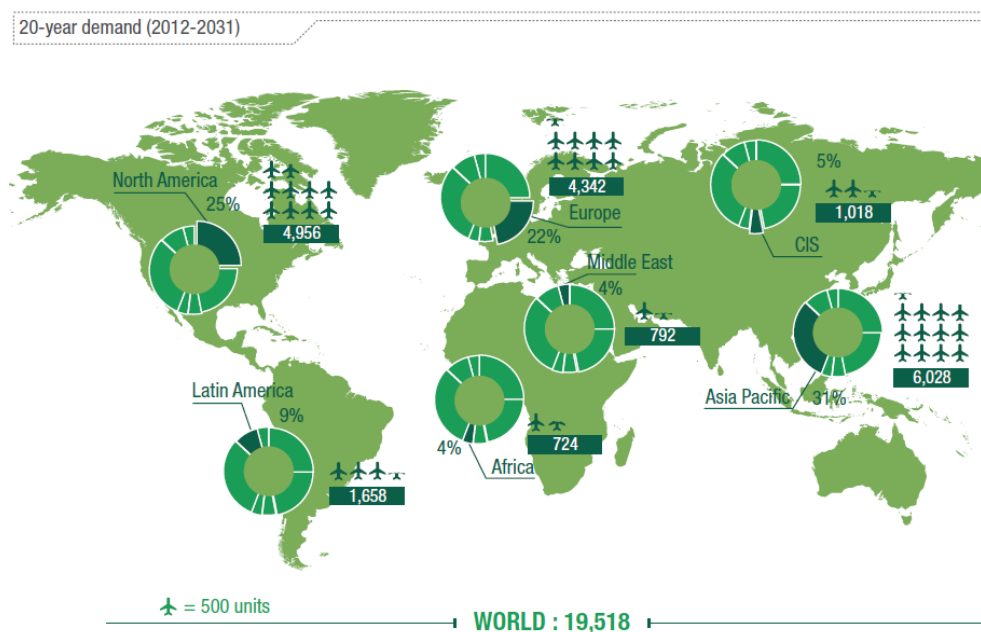 20-year demand (2012-2031)
North America
25%
4,956
4,342
Europe
22%
5%
1,018
CIS
Middle East
4%
792
6,028
Asia Pacific
31%
Latin America
9%
1,658
724
4%
Africa
= 500 units
WORLD : 19,518